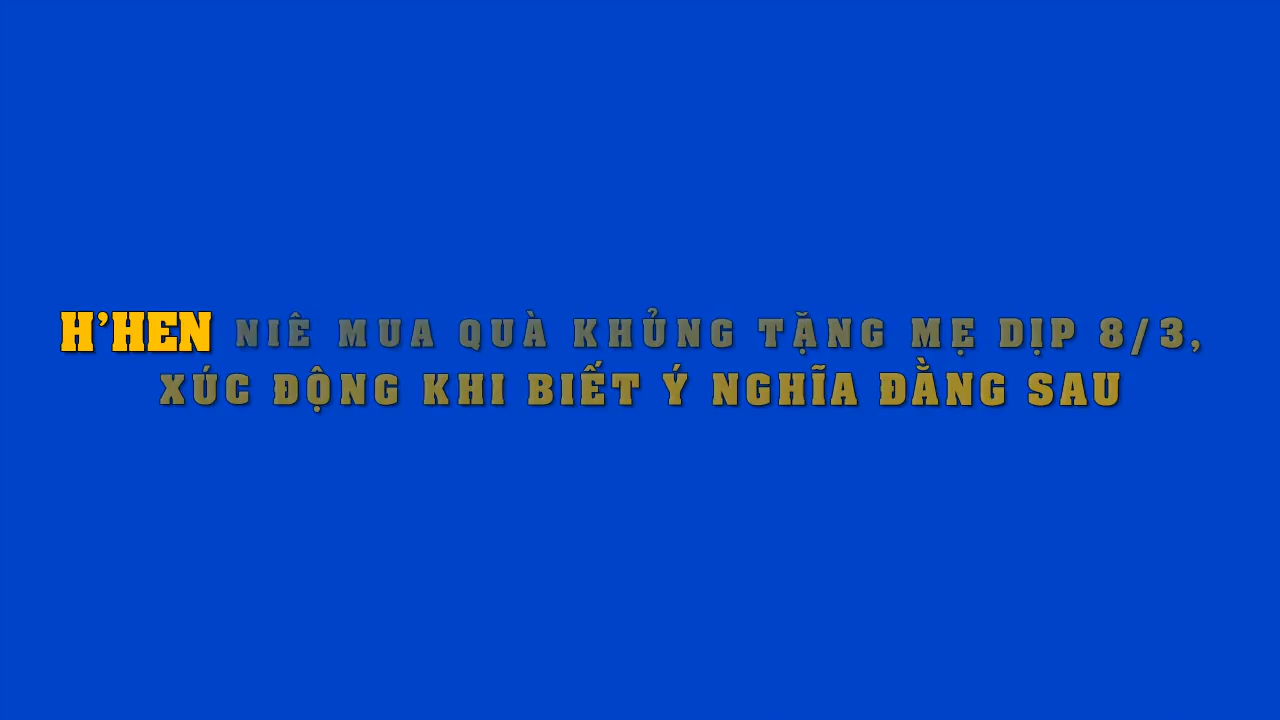 H'HEN NIÊ MUA QUÀ KHỦNG TẶNG MẸ DỊP 8/3,
XÚC ĐỘNG KHI BIẾT Ý NGHĨA ĐẰNG SAU